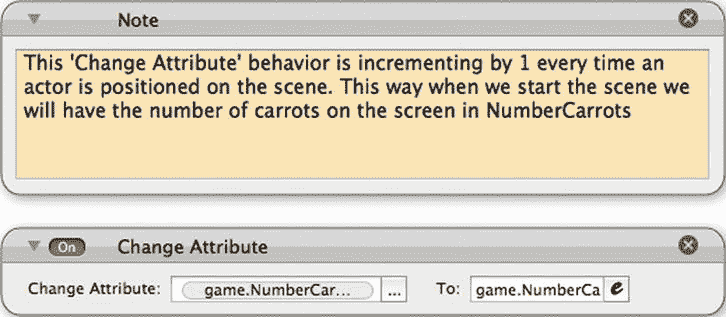 Note
This 'Change Attribute' behavior is incrementing by 1 every time an
actor is positioned on the scene. This way when we start the scene we
will have the number of carrots on the screen in NumberCarrots
On Change Attribute
Change Attribute: game.NumberCar... ... To: game.NumberCa e